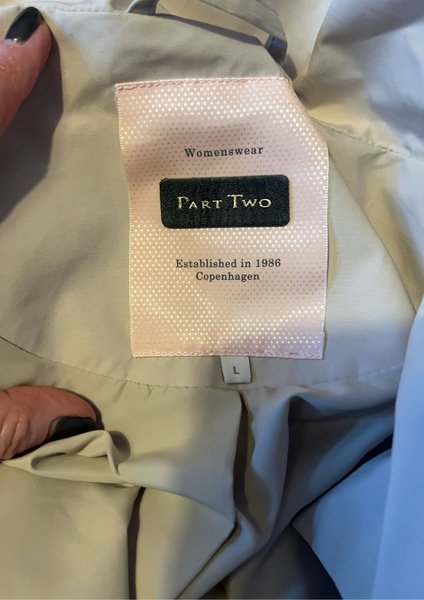 Womenswear
PART TWO
Established in 1986
Copenhagen
L